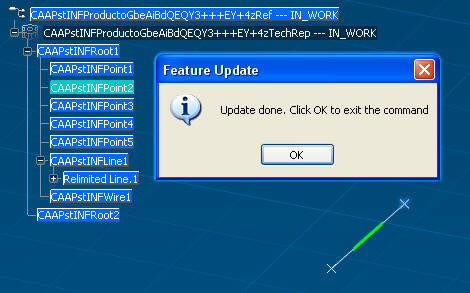 CAAPstINFProductoGbeAiBdQEQY3+++EY+4zRef --- IN_WORK
CAAPstINFProductoGbeAiBdQEQY3+++EY+4zTechRep --- IN_WORK
CAAPstINFRoot1
CAAPstINFPoint1
CAAPstINFPoint2
CAAPstINFPoint3
CAAPstINFPoint4
CAAPstINFPoint5
CAAPstINFLine1
Relimited Line.1
CAAPstINFWire1
CAAPstINFRoot2
Feature Update
Update done. Click OK to exit the command
OK